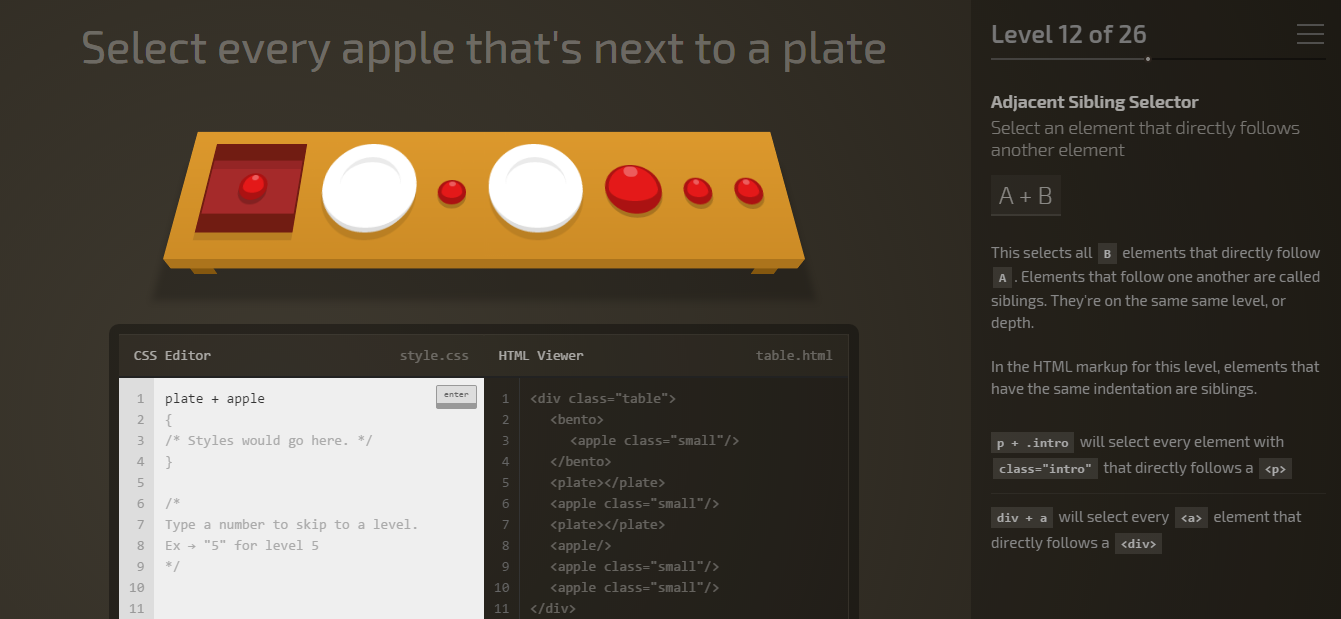 Select every apple that's next to a plate
Level 12 of 26
Adjacent Sibling Selector
Select an element that directly follows
another element
A + B
This selects all B elements that directly follow
A . Elements that follow one another are called
siblings. They're on the same same level, or
depth.
In the HTML markup for this level, elements that
have the same indentation are siblings.
p + .intro will select every element with
class="intro" that directly follows a <p>
div + a will select every <a> element that
directly follows a <div>
CSS Editor style.css
1 plate + apple enter
2 {
3 /* Styles would go here. */
4 }
5
6 /*
7 Type a number to skip to a level.
8 Ex → "5" for level 5
9 */
10
11
HTML Viewer table.html
1 <div class="table">
2 <bento>
3 <apple class="small"/>
4 </bento>
5 <plate></plate>
6 <apple class="small"/>
7 <plate></plate>
8 <apple/>
9 <apple class="small"/>
10 <apple class="small"/>
11 </div>